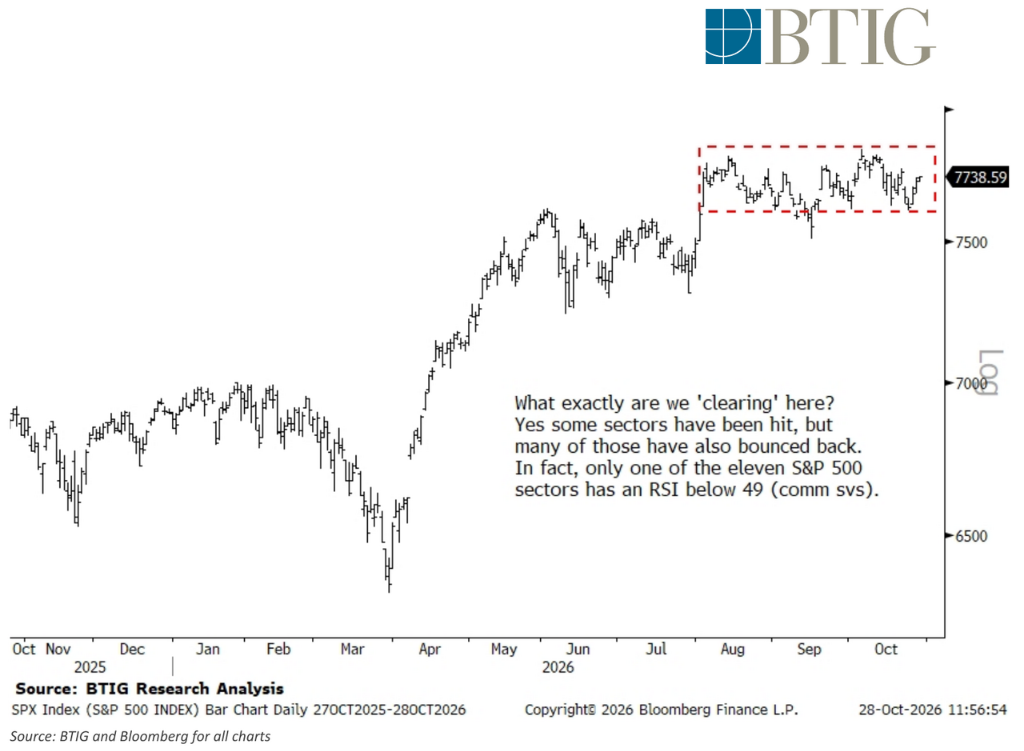 BTIG
7738.59
7500
7000
Log
6500
What exactly are we 'clearing' here?
Yes some sectors have been hit, but
many of those have also bounced back.
In fact, only one of the eleven S&P 500
sectors has an RSI below 49 (comm svs).
Oct Nov Dec Jan Feb Mar Apr May Jun Jul Aug Sep Oct
2025 2026
Source: BTIG Research Analysis
SPX Index (S&P 500 INDEX) Bar Chart Daily 27OCT2025-28OCT2026 Copyright© 2026 Bloomberg Finance L.P. 28-Oct-2026 11:56:54
Source: BTIG and Bloomberg for all charts